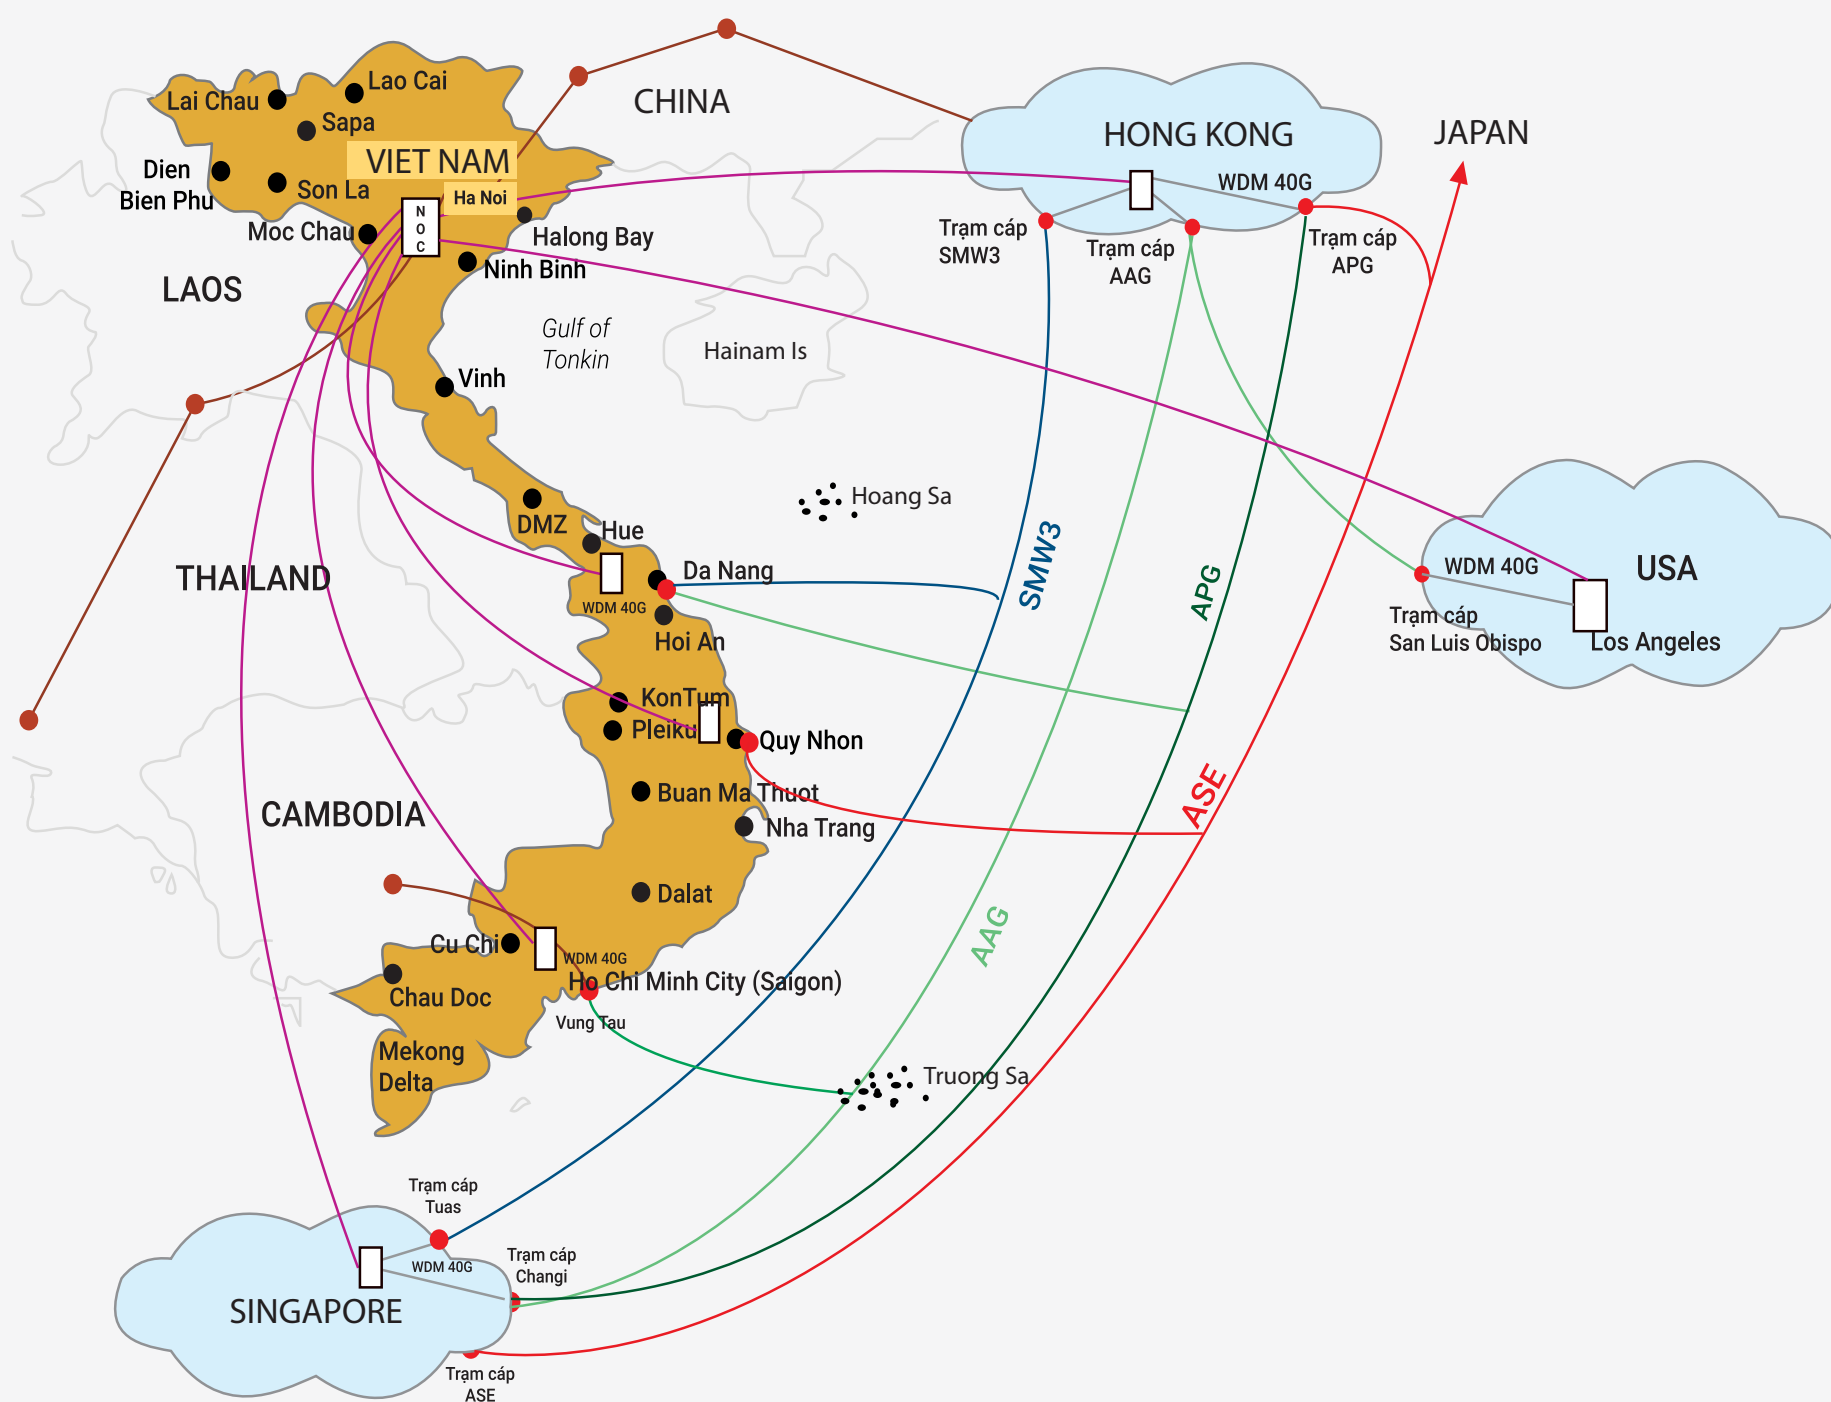 CHINA
Lao Cai
Lai Chau
Sapa
VIET NAM
Dien
Bien Phu
Son La
Ha Noi
N
O
C
Moc Chau
Halong Bay
Ninh Binh
LAOS
Gulf of
Tonkin
Hainam Is
HONG KONG
WDM 40G
JAPAN
Trạm cáp
SMW3
Trạm cáp
AAG
Trạm cáp
APG
Vinh
Hoang Sa
DMZ
Hue
Da Nang
WDM 40G
Hoi An
THAILAND
SMW3
APG
WDM 40G
USA
Trạm cáp
San Luis Obispo
Los Angeles
KonTum
Pleiku
Quy Nhon
Buan Ma Thuot
Nha Trang
CAMBODIA
ASE
Dalat
AAG
Cu Chi
WDM 40G
Ho Chi Minh City (Saigon)
Chau Doc
Vung Tau
Mekong
Delta
Truong Sa
Trạm cáp
Tuas
WDM 40G
Trạm cáp
Changi
SINGAPORE
Trạm cáp
ASE